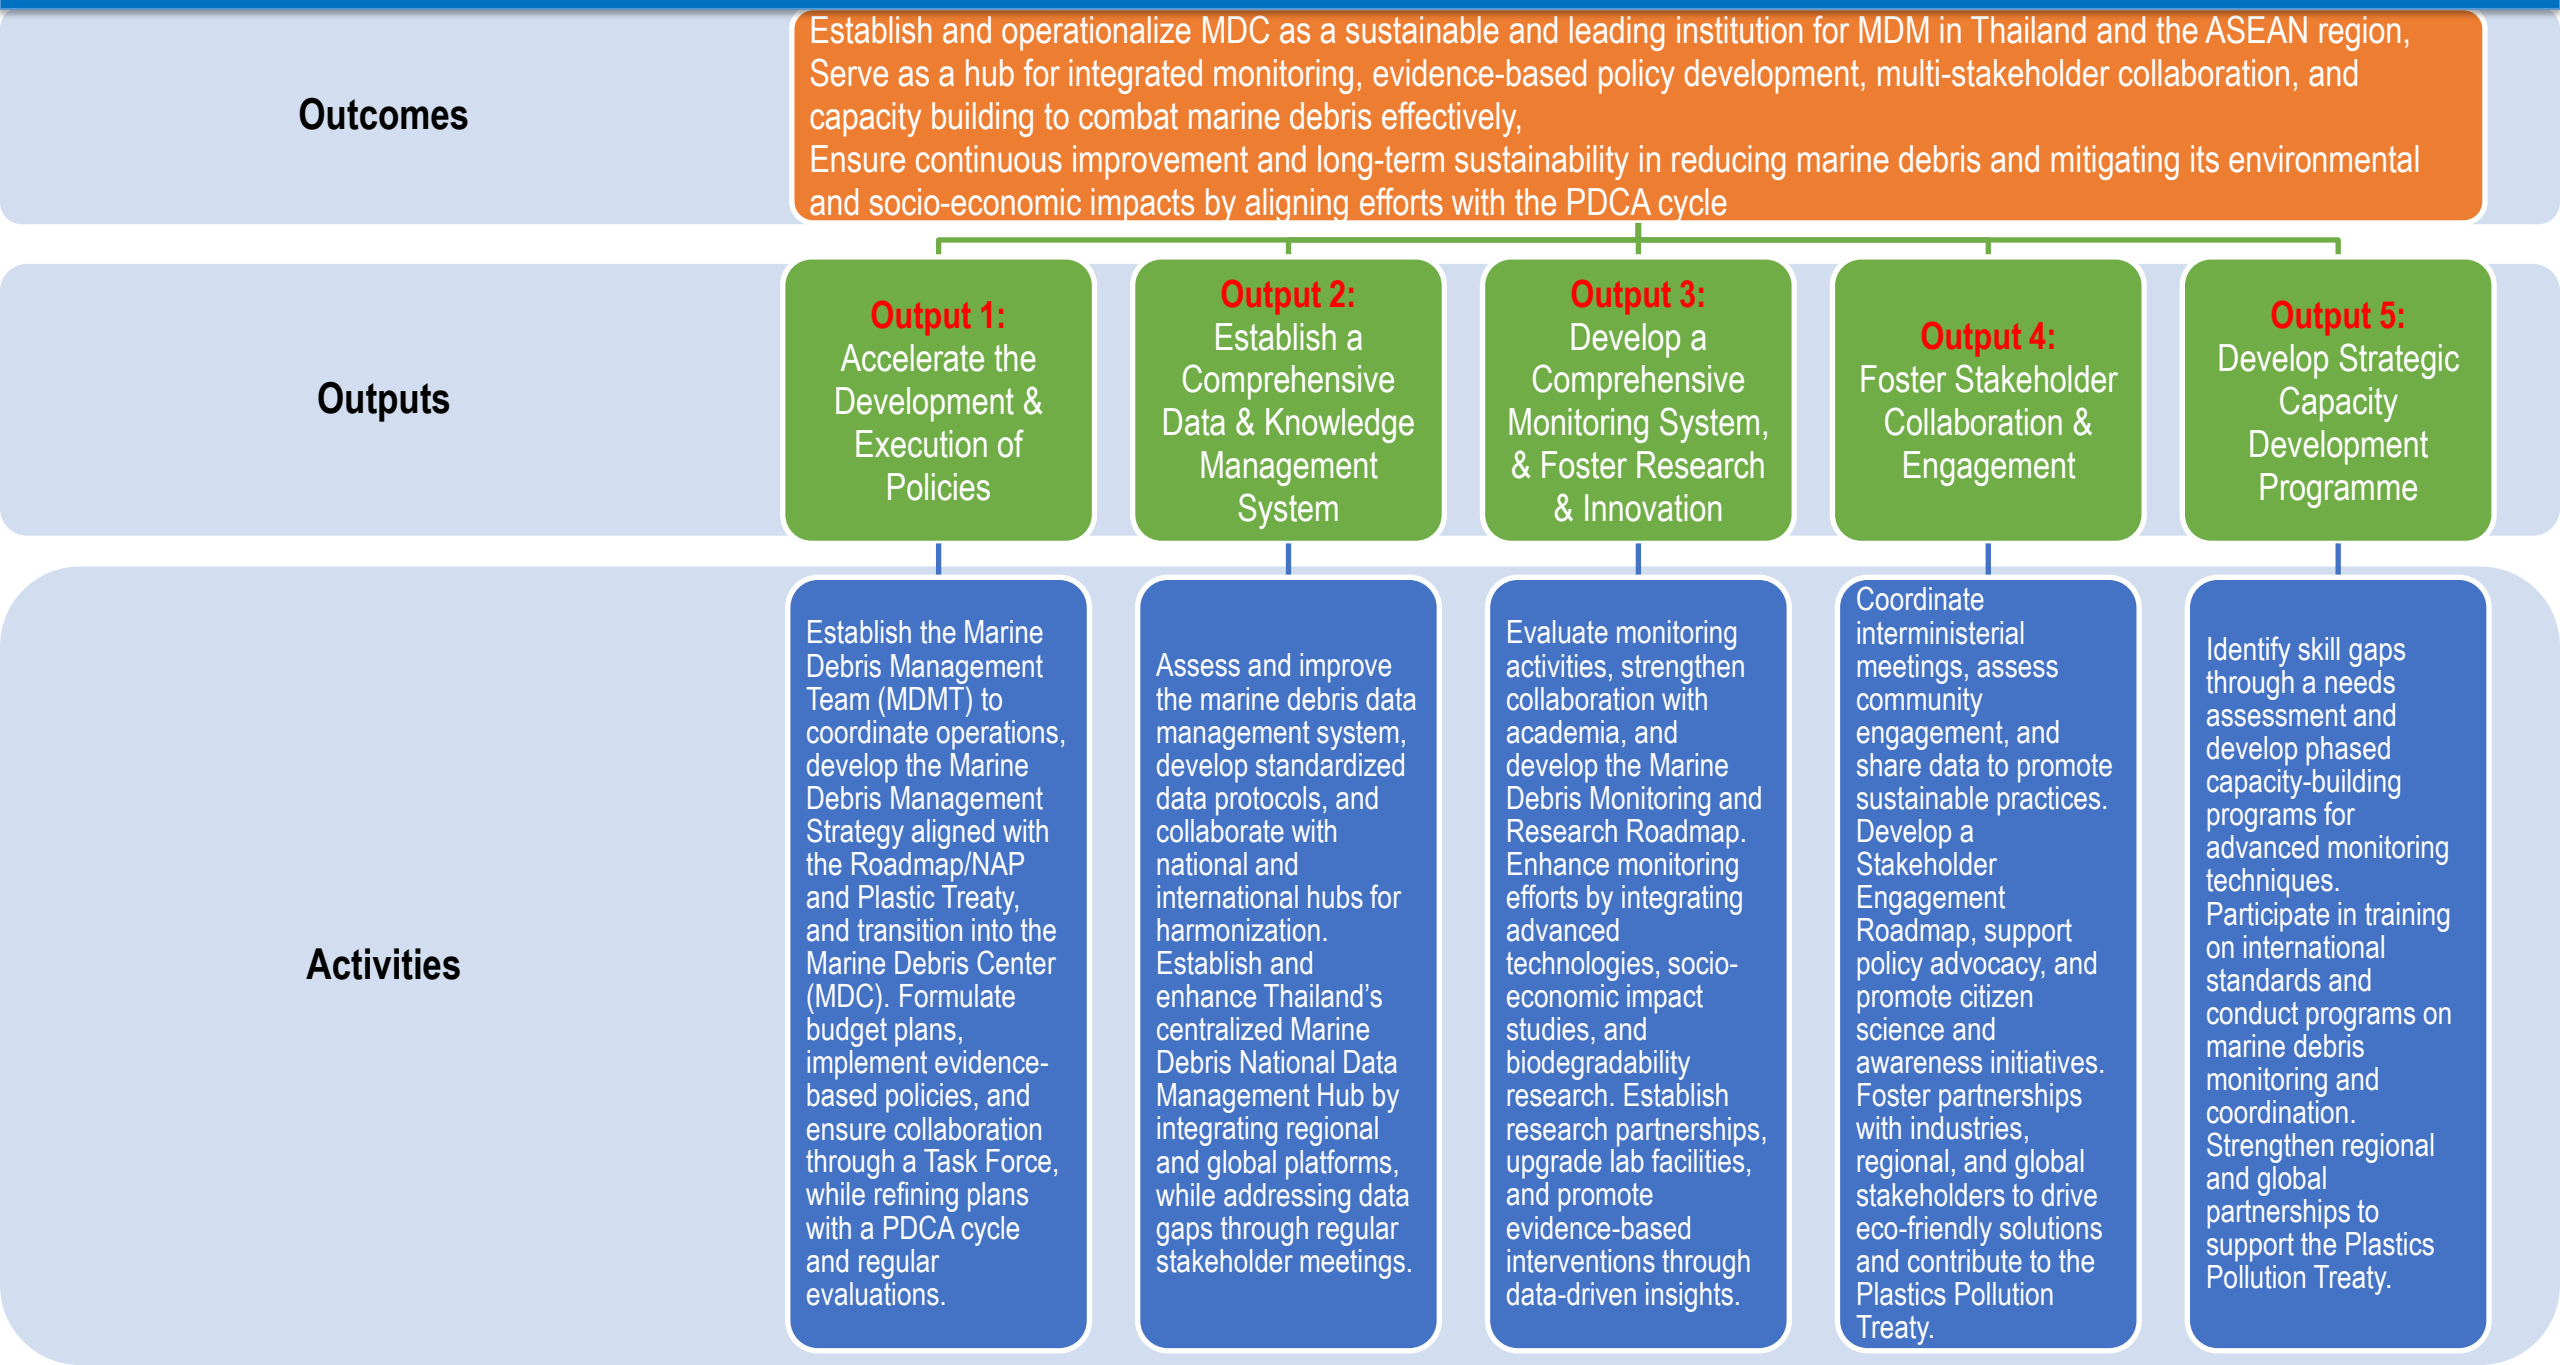 Outcomes
Establish and operationalize MDC as a sustainable and leading institution for MDM in Thailand and the ASEAN region,
Serve as a hub for integrated monitoring, evidence-based policy development, multi-stakeholder collaboration, and
capacity building to combat marine debris effectively,
Ensure continuous improvement and long-term sustainability in reducing marine debris and mitigating its environmental
and socio-economic impacts by aligning efforts with the PDCA cycle
Outputs
Output 1:
Accelerate the
Development &
Execution of
Policies
Output 2:
Establish a
Comprehensive
Data & Knowledge
Management
System
Output 3:
Develop a
Comprehensive
Monitoring System,
& Foster Research
& Innovation
Output 4:
Foster Stakeholder
Collaboration &
Engagement
Output 5:
Develop Strategic
Capacity
Development
Programme
Activities
Establish the Marine
Debris Management
Team (MDMT) to
coordinate operations,
develop the Marine
Debris Management
Strategy aligned with
the Roadmap/NAP
and Plastic Treaty,
and transition into the
Marine Debris Center
(MDC). Formulate
budget plans,
implement evidence-
based policies, and
ensure collaboration
through a Task Force,
while refining plans
with a PDCA cycle
and regular
evaluations.
Assess and improve
the marine debris data
management system,
develop standardized
data protocols, and
collaborate with
national and
international hubs for
harmonization.
Establish and
enhance Thailand’s
centralized Marine
Debris National Data
Management Hub by
integrating regional
and global platforms,
while addressing data
gaps through regular
stakeholder meetings.
Evaluate monitoring
activities, strengthen
collaboration with
academia, and
develop the Marine
Debris Monitoring and
Research Roadmap.
Enhance monitoring
efforts by integrating
advanced
technologies, socio-
economic impact
studies, and
biodegradability
research. Establish
research partnerships,
upgrade lab facilities,
and promote
evidence-based
interventions through
data-driven insights.
Coordinate
interministerial
meetings, assess
community
engagement, and
share data to promote
sustainable practices.
Develop a
Stakeholder
Engagement
Roadmap, support
policy advocacy, and
promote citizen
science and
awareness initiatives.
Foster partnerships
with industries,
regional, and global
stakeholders to drive
eco-friendly solutions
and contribute to the
Plastics Pollution
Treaty.
Identify skill gaps
through a needs
assessment and
develop phased
capacity-building
programs for
advanced monitoring
techniques.
Participate in training
on international
standards and
conduct programs on
marine debris
monitoring and
coordination.
Strengthen regional
and global
partnerships to
support the Plastics
Pollution Treaty.